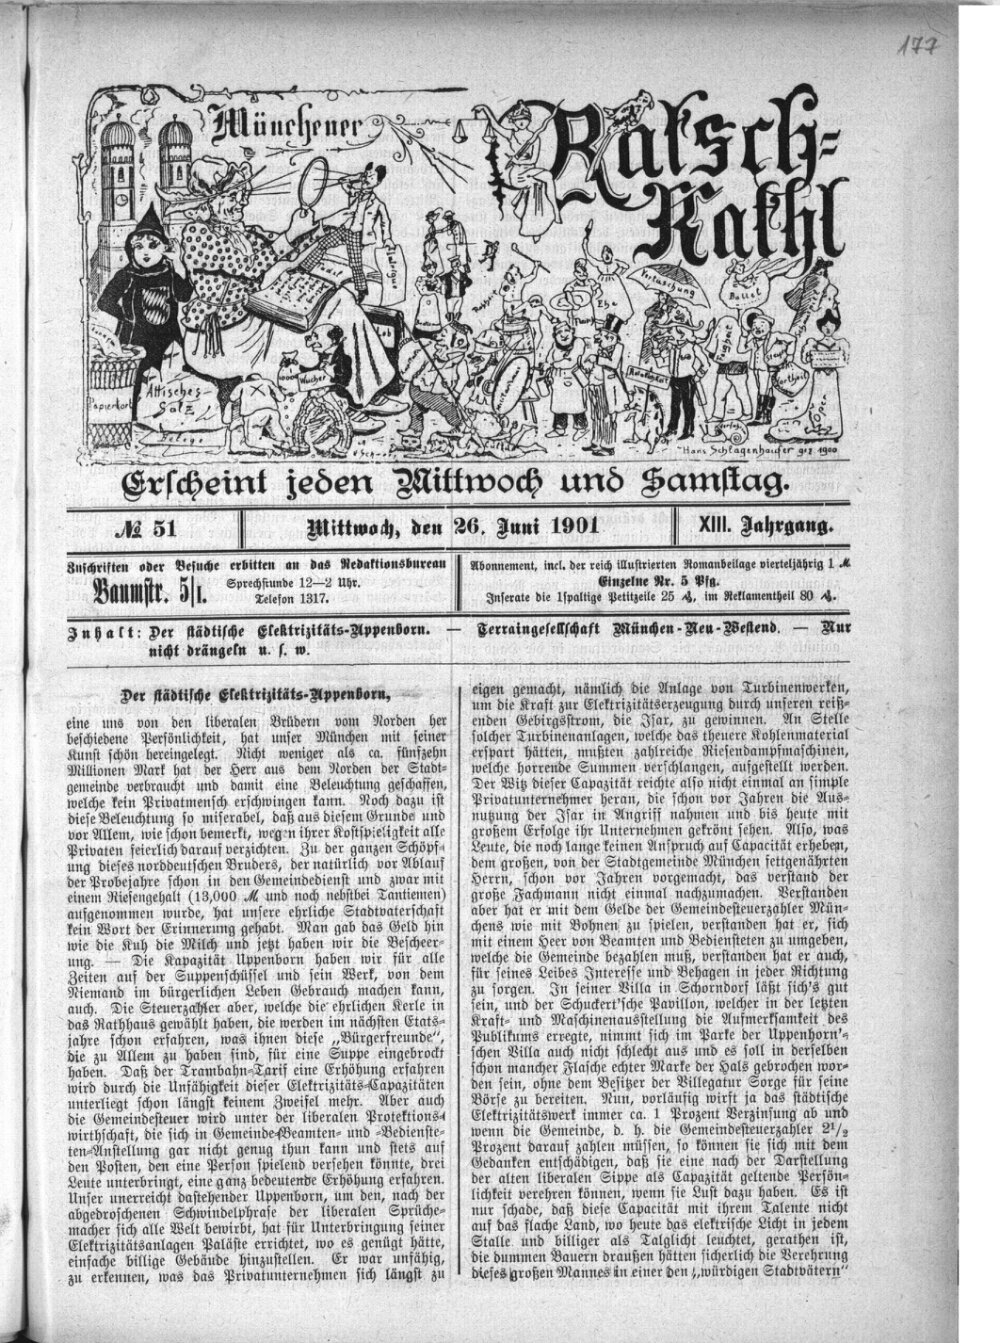 177
Münchener
Ratsch-
Kathl
Attisches
Salz
Papierkorb
Belege
Wucher
Ehe
Vertuschung
Ballet
Hans Schlagenhaufer gez 1900
Erscheint jeden Mittwoch und Samstag.
№ 51
Mittwoch, den 26. Juni 1901
XIII. Jahrgang.
Zuschriften oder Besuche erbitten an das Redaktionsbureau
Baumstr. 5/I.
Sprechstunde 12—2 Uhr.
Telefon 1317.
Abonnement, incl. der reich illustrierten Romanbeilage vierteljährig 1 M
Einzelne Nr. 5 Pfg.
Inserate die 1spaltige Petitzeile 25 ₰, im Reklamentheil 80 ₰.
Inhalt: Der städtische Elektrizitäts-Uppenborn. — Terraingesellschaft München-Neu-Westend. — Nur
nicht drängeln u. s. w.
Der städtische Elektrizitäts-Uppenborn,
eine uns von den liberalen Brüdern vom Norden her
beschiedene Persönlichkeit, hat unser München mit seiner
Kunst schön hereingelegt. Nicht weniger als ca. fünfzehn
Millionen Mark hat der Herr aus dem Norden der Stadt-
gemeinde verbraucht und damit eine Beleuchtung geschaffen,
welche kein Privatmensch erschwingen kann. Noch dazu ist
diese Beleuchtung so miserabel, daß aus diesem Grunde und
vor Allem, wie schon bemerkt, wegen ihrer Kostspieligkeit alle
Privaten feierlich darauf verzichten. Zu der ganzen Schöpf-
ung dieses norddeutschen Bruders, der natürlich vor Ablauf
der Probejahre schon in den Gemeindedienst und zwar mit
einem Riesengehalt (13,000 M und noch nebstbei Tantiemen)
aufgenommen wurde, hat unsere ehrliche Stadtvaterschaft
kein Wort der Erinnerung gehabt. Man gab das Geld hin
wie die Kuh die Milch und jetzt haben wir die Bescheer-
ung. — Die Kapazität Uppenborn haben wir für alle
Zeiten auf der Suppenschüssel und sein Werk, von dem
Niemand im bürgerlichen Leben Gebrauch machen kann,
auch. Die Steuerzahler aber, welche die ehrlichen Kerle in
das Rathhaus gewählt haben, die werden im nächsten Etats-
jahre schon erfahren, was ihnen diese „Bürgerfreunde",
die zu Allem zu haben sind, für eine Suppe eingebrockt
haben. Daß der Trambahn-Tarif eine Erhöhung erfahren
wird durch die Unfähigkeit dieser Elektrizitäts-Capazitäten
unterliegt schon längst keinem Zweifel mehr. Aber auch
die Gemeindesteuer wird unter der liberalen Protektions-
wirthschaft, die sich in Gemeinde-Beamten- und -Bedienste-
ten-Anstellung gar nicht genug thun kann und stets auf
den Posten, den eine Person spielend versehen könnte, drei
Leute unterbringt, eine ganz bedeutende Erhöhung erfahren.
Unser unerreicht dastehender Uppenborn, um den, nach der
abgedroschenen Schwindelphrase der liberalen Sprüche-
macher sich alle Welt bewirbt, hat für Unterbringung seiner
Elektrizitätsanlagen Paläste errichtet, wo es genügt hätte,
einfache billige Gebäude hinzustellen. Er war unfähig,
zu erkennen, was das Privatunternehmen sich längst zu
eigen gemacht, nämlich die Anlage von Turbinenwerken,
um die Kraft zur Elektrizitätserzeugung durch unseren reiß-
enden Gebirgsstrom, die Isar, zu gewinnen. An Stelle
solcher Turbinenanlagen, welche das theuere Kohlenmaterial
erspart hätten, mußten zahlreiche Riesendampfmaschinen,
welche horrende Summen verschlangen, aufgestellt werden.
Der Witz dieser Capazität reichte also nicht einmal an simple
Privatunternehmer heran, die schon vor Jahren die Aus-
nutzung der Isar in Angriff nahmen und bis heute mit
großem Erfolge ihr Unternehmen gekrönt sehen. Also, was
Leute, die noch lange keinen Anspruch auf Capacität erheben,
dem großen, von der Stadtgemeinde München fettgenährten
Herrn, schon vor Jahren vorgemacht, das verstand der
große Fachmann nicht einmal nachzumachen. Verstanden
aber hat er mit dem Gelde der Gemeindesteuerzahler Mün-
chens wie mit Bohnen zu spielen, verstanden hat er, sich
mit einem Heer von Beamten und Bediensteten zu umgeben,
welche die Gemeinde bezahlen muß, verstanden hat er auch,
für seines Leibes Interesse und Behagen in jeder Richtung
zu sorgen. In seiner Villa in Schorndorf läßt sich's gut
sein, und der Schuckert'sche Pavillon, welcher in der letzten
Kraft- und Maschinenausstellung die Aufmerksamkeit des
Publikums erregte, nimmt sich im Parke der Uppenhorn'-
schen Villa auch nicht schlecht aus und es soll in derselben
schon mancher Flasche echter Marke der Hals gebrochen wor-
den sein, ohne dem Besitzer der Villegatur Sorge für seine
Börse zu bereiten. Nun, vorläufig wirft ja das städtische
Elektrizitätswerk immer ca. 1 Prozent Verzinsung ab und
wenn die Gemeinde, d. h. die Gemeindesteuerzahler 2½
Prozent darauf zahlen müssen, so können sie sich mit dem
Gedanken entschädigen, daß sie eine nach der Darstellung
der alten liberalen Sippe als Capazität geltende Persön-
lichkeit verehren können, wenn sie Lust dazu haben. Es ist
nur schade, daß diese Capacität mit ihrem Talente nicht
auf das flache Land, wo heute das elektrische Licht in jedem
Stalle und billiger als Talglicht leuchtet, gerathen ist,
die dummen Bauern draußen hätten sicherlich die Verehrung
dieses großen Mannes in einer den „würdigen Stadtvätern"